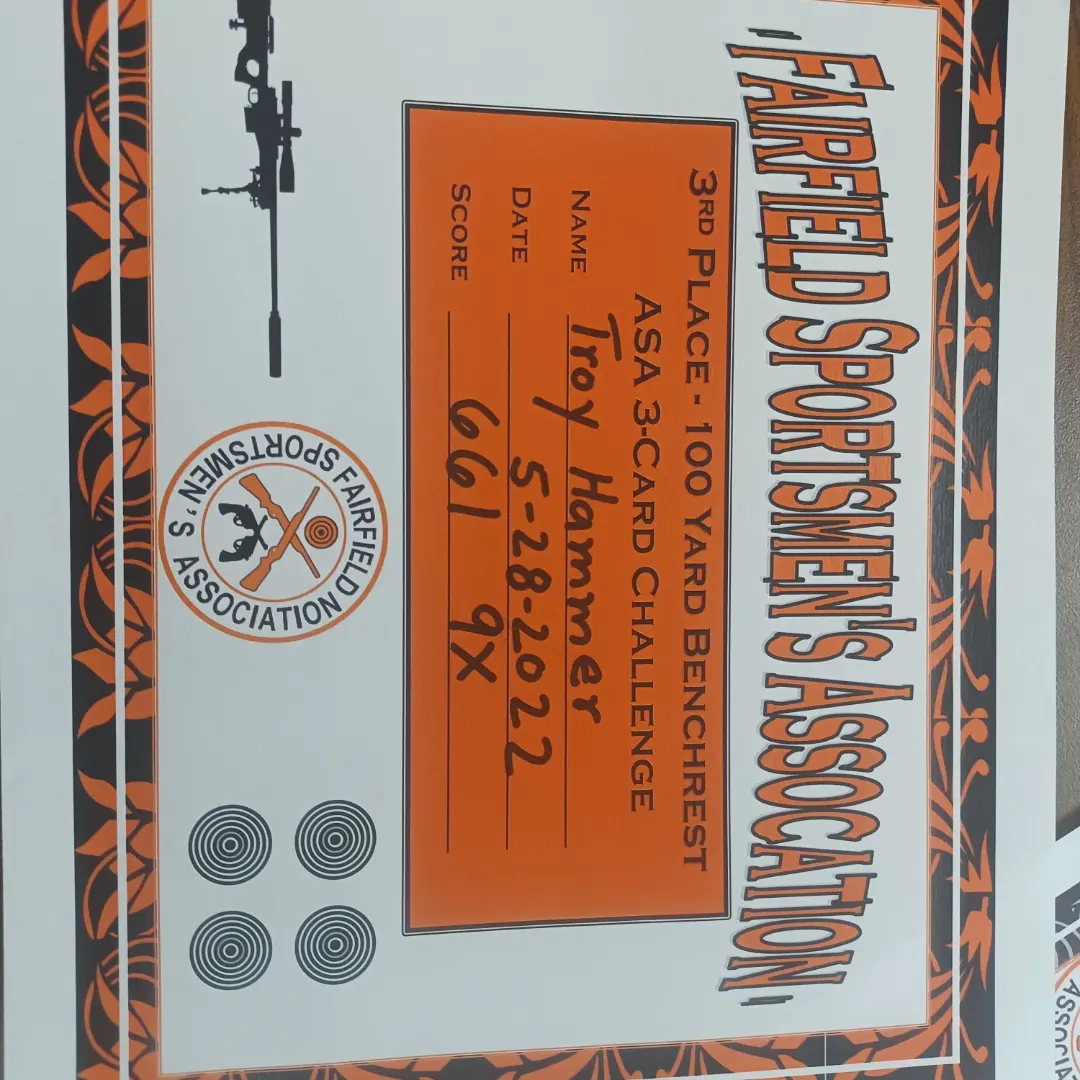 "Fairfield Sportsmen's Assocation"
3rd Place - 100 Yard Benchrest
ASA 3-Card Challenge
Name Troy Hammer
Date 5-28-2022
Score 661 9X
FAIRFIELD SPORTSMEN'S ASSOCIATION